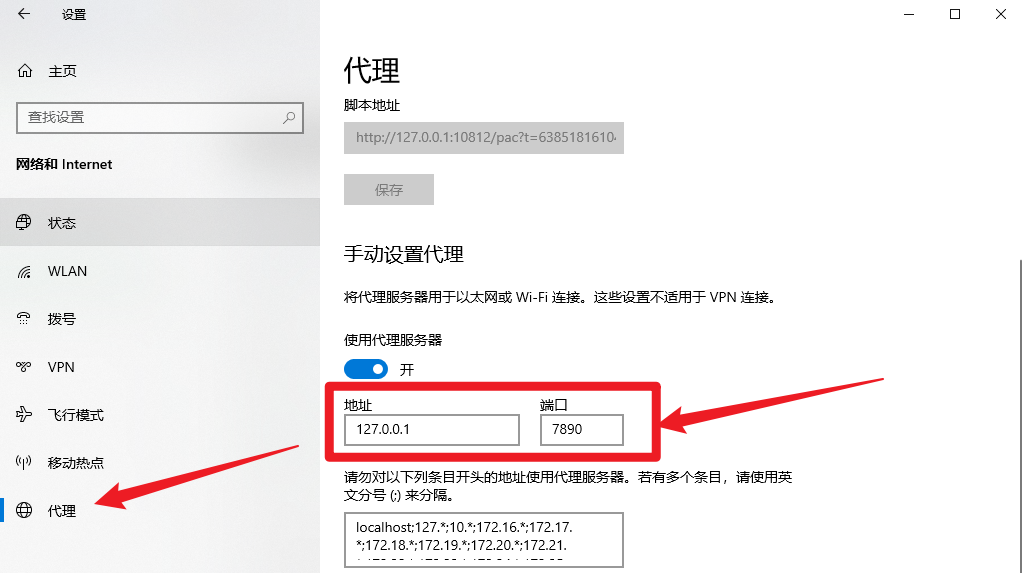 设置
主页
查找设置
网络和 Internet
状态
WLAN
拨号
VPN
飞行模式
移动热点
代理
代理
脚本地址
http://127.0.0.1:10812/pac?t=6385181610
保存
手动设置代理
将代理服务器用于以太网或 Wi-Fi 连接。这些设置不适用于 VPN 连接。
使用代理服务器
开
地址 端口
127.0.0.1 7890
请勿对以下列条目开头的地址使用代理服务器。若有多个条目，请使用英
文分号 (;) 来分隔。
localhost;127.*;10.*;172.16.*;172.17.
*;172.18.*;172.19.*;172.20.*;172.21.